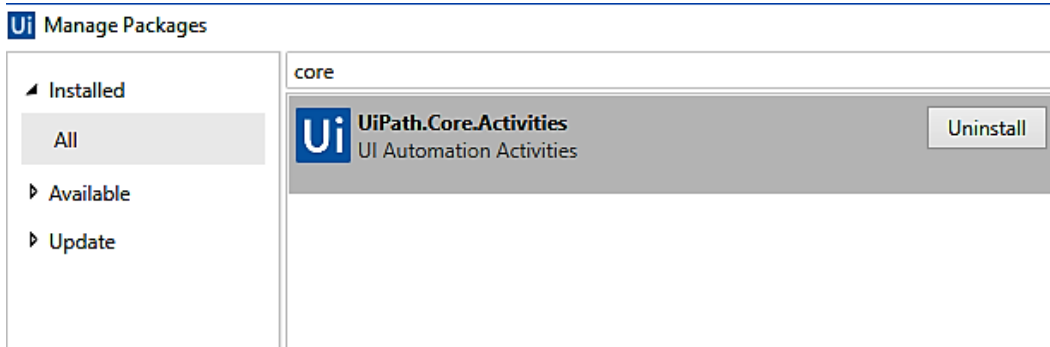 Ui Manage Packages
Installed
All
Available
Update
core
Ui
UiPath.Core.Activities
UI Automation Activities
Uninstall